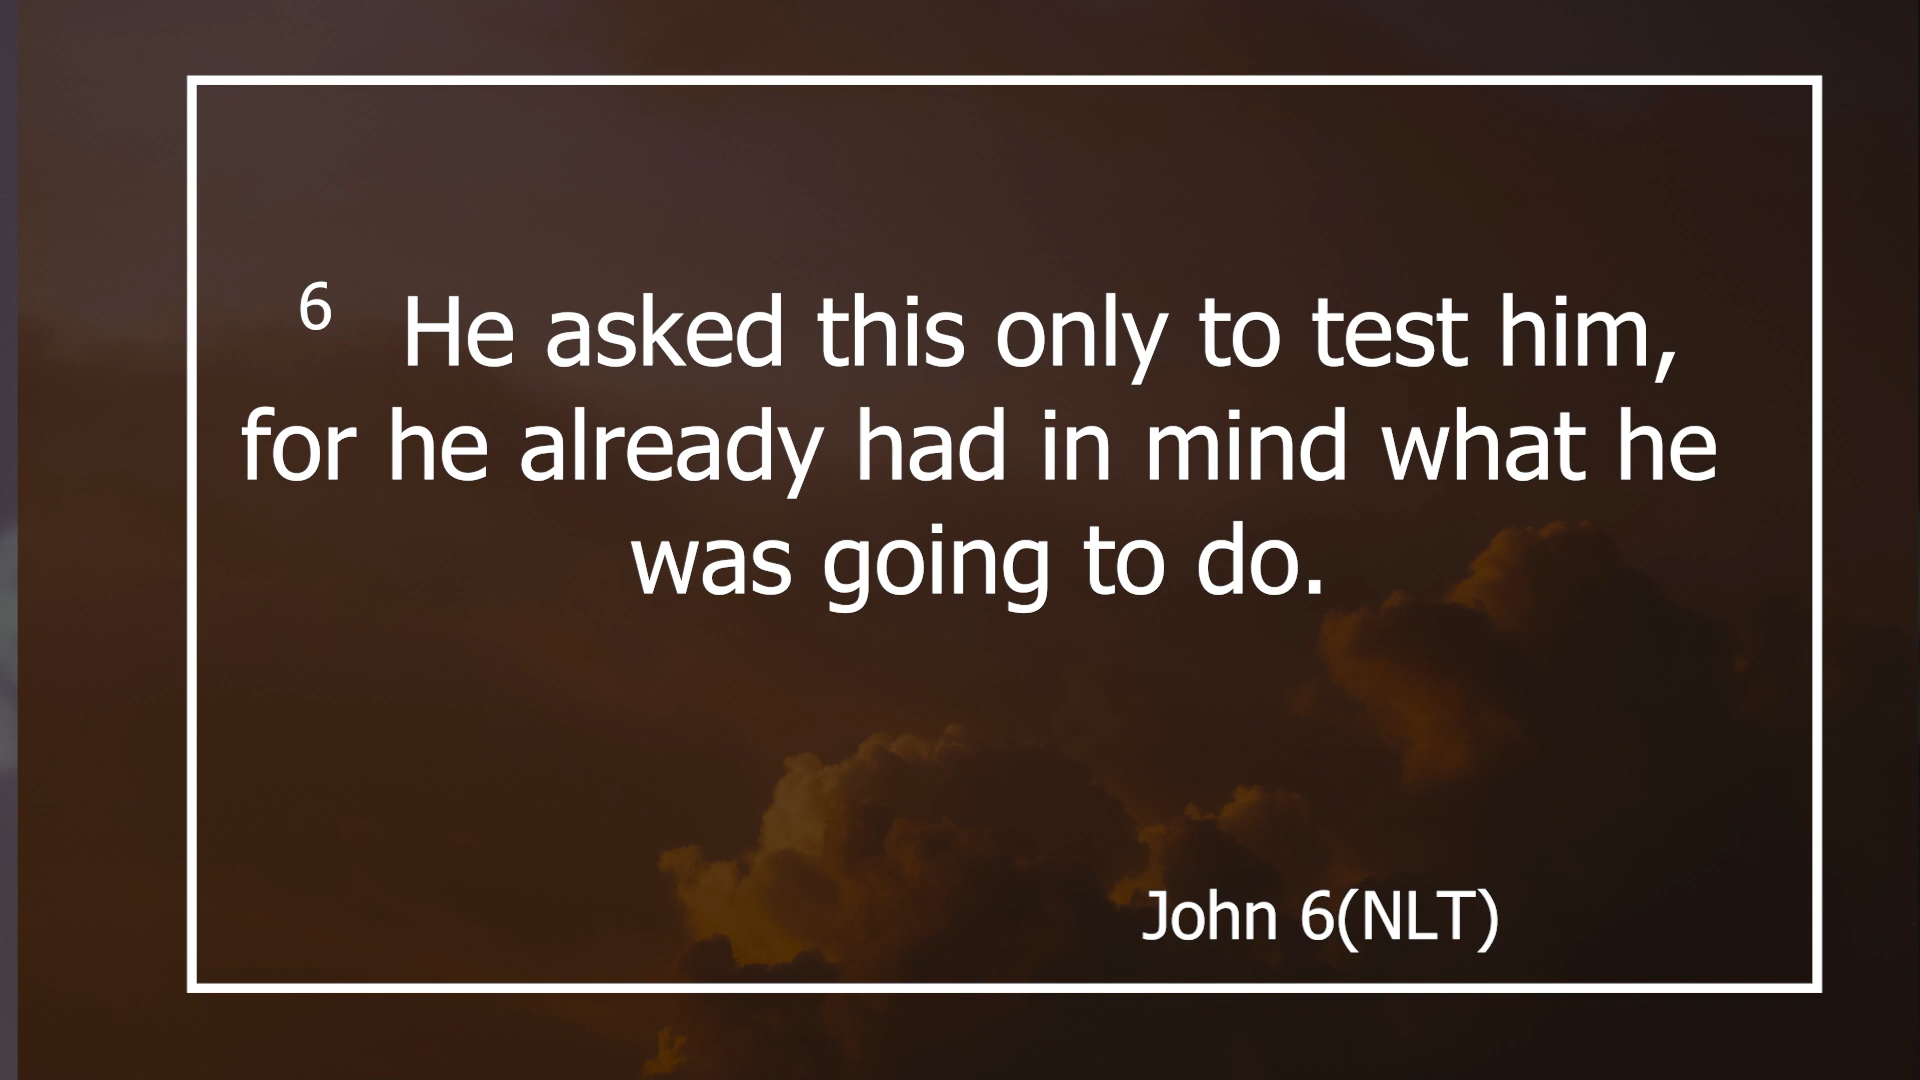 6 He asked this only to test him,
for he already had in mind what he
was going to do.
John 6(NLT)